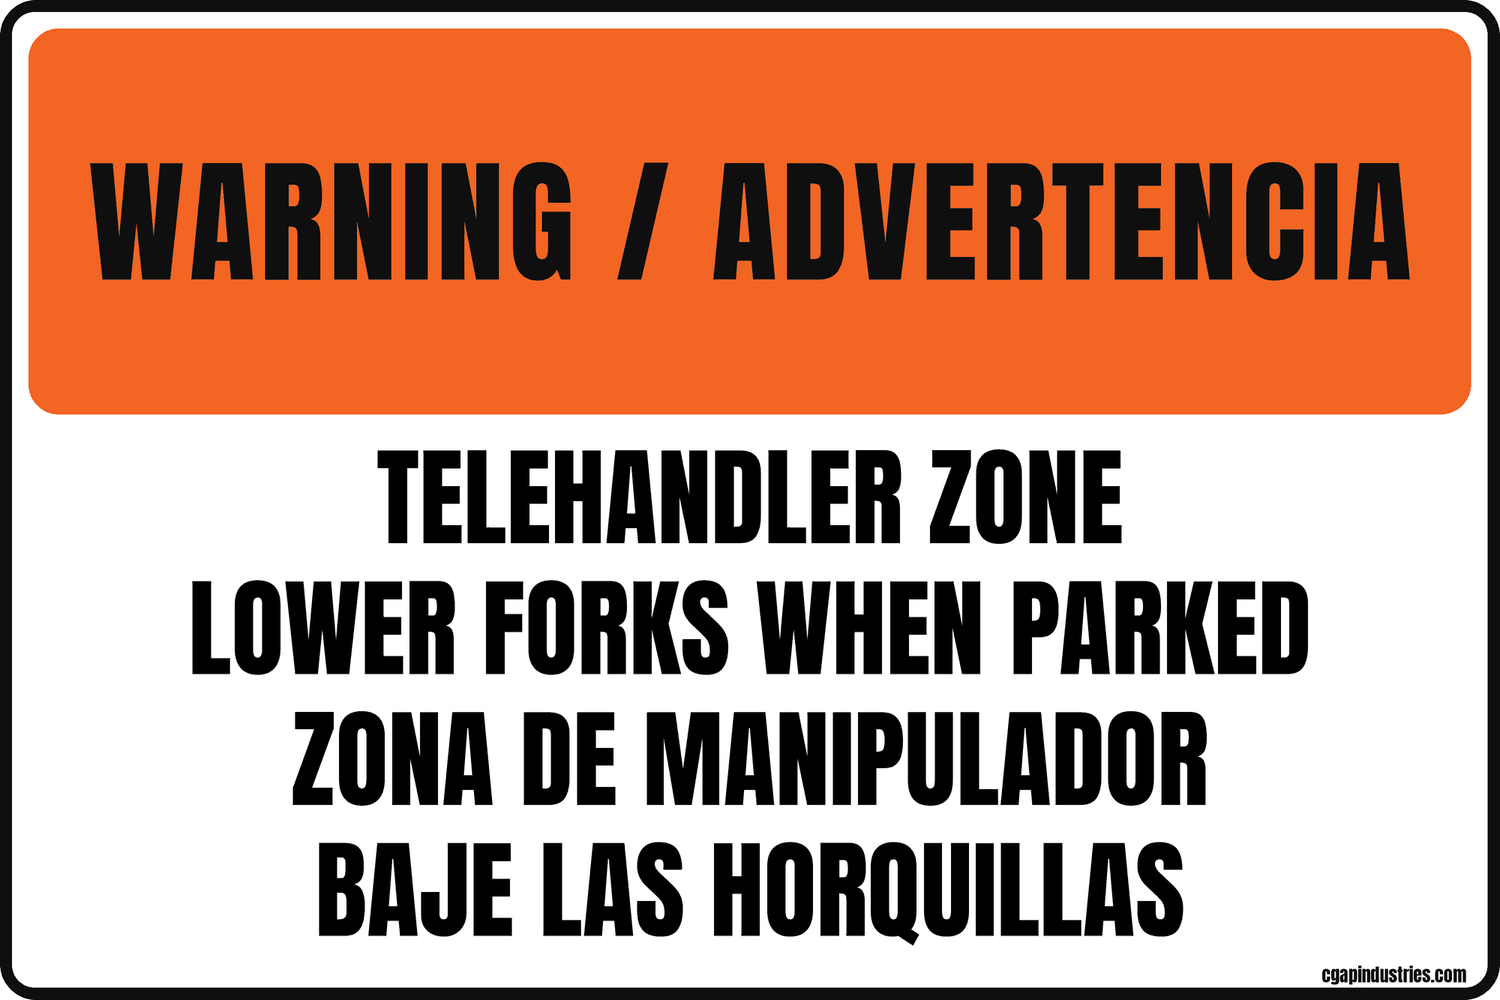 WARNING / ADVERTENCIA
TELEHANDLER ZONE
LOWER FORKS WHEN PARKED
ZONA DE MANIPULADOR
BAJE LAS HORQUILLAS
cgapindustries.com